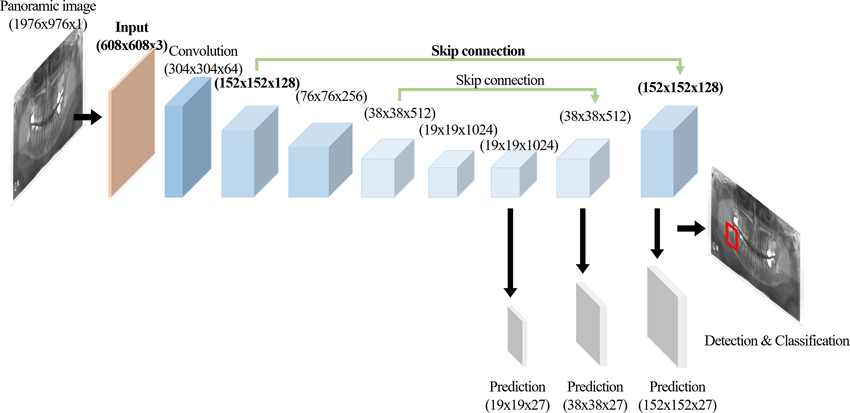 Panoramic image
(1976x976x1)
Input
(608x608x3)
Convolution
(304x304x64)
(152x152x128)
(76x76x256)
(38x38x512)
(19x19x1024)
(19x19x1024)
(38x38x512)
(152x152x128)
Skip connection
Skip connection
Detection & Classification
Prediction
(19x19x27)
Prediction
(38x38x27)
Prediction
(152x152x27)